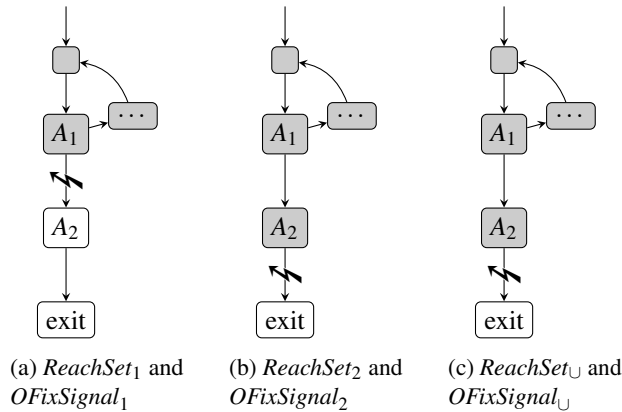 ...
A1
A2
exit
(a) ReachSet1 and
OFixSignal1
...
A1
A2
exit
(b) ReachSet2 and
OFixSignal2
...
A1
A2
exit
(c) ReachSet∪ and
OFixSignal∪